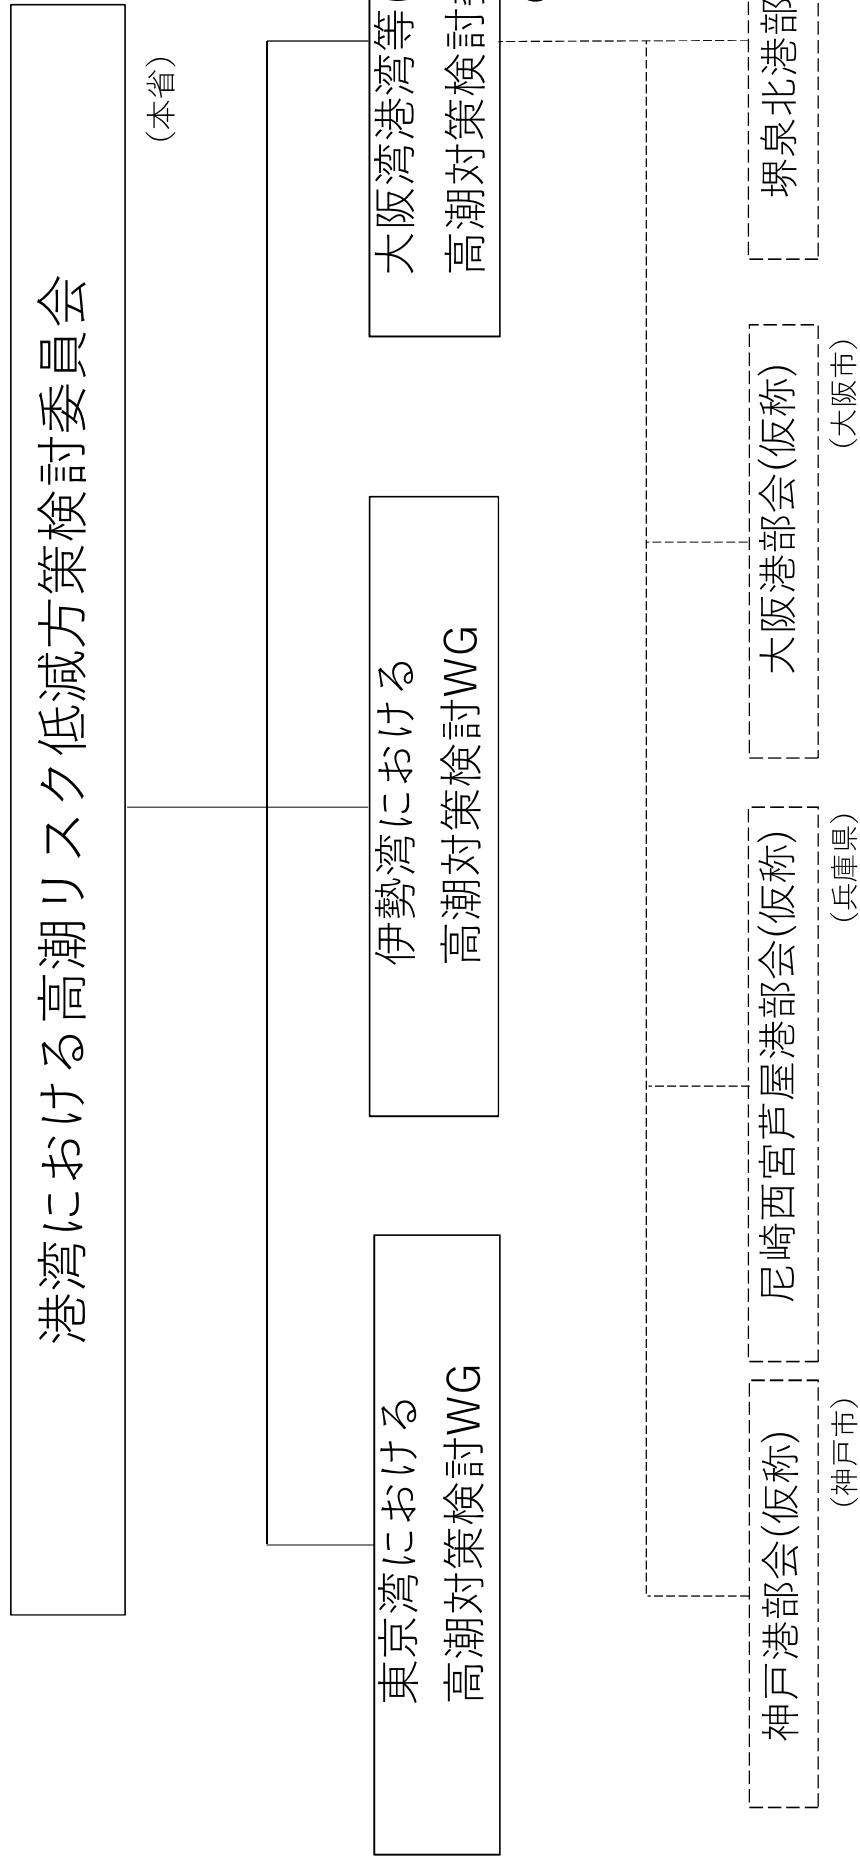 港湾における高潮リスク低減方策検討委員会
(本省)
東京湾における
高潮対策検討WG
伊勢湾における
高潮対策検討WG
大阪湾港湾等
高潮対策検討
神戸港部会(仮称)
(神戸市)
尼崎西宮芦屋港部会(仮称)
(兵庫県)
大阪港部会(仮称)
(大阪市)
堺泉北港部